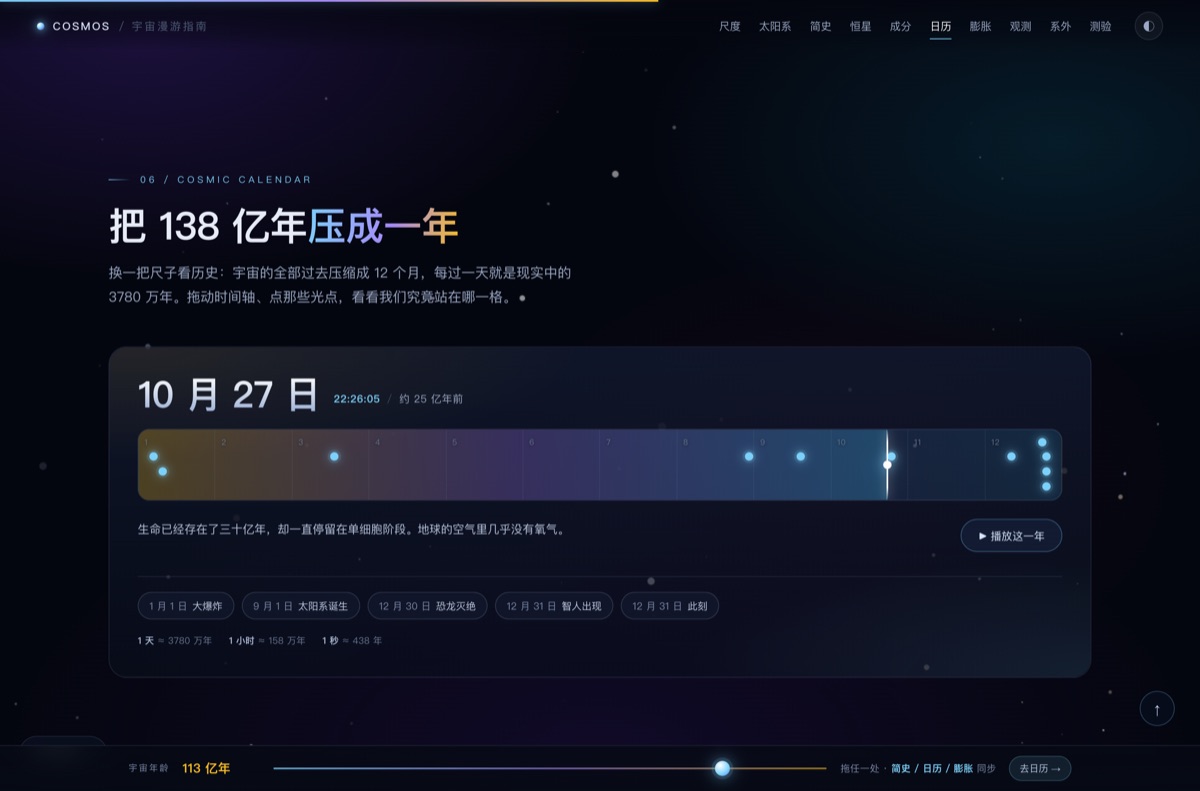 COSMOS / 宇宙漫游指南
尺度 太阳系 简史 恒星 成分 日历 膨胀 观测 系外 测验
06 / COSMIC CALENDAR
把 138 亿年压成一年
换一把尺子看历史：宇宙的全部过去压缩成 12 个月，每过一天就是现实中的
3780 万年。拖动时间轴、点那些光点，看看我们究竟站在哪一格。
10 月 27 日 22:26:05 / 约 25 亿年前
1 2 3 4 5 6 7 8 9 10 11 12
生命已经存在了三十亿年，却一直停留在单细胞阶段。地球的空气里几乎没有氧气。
▶ 播放这一年
1 月 1 日 大爆炸
9 月 1 日 太阳系诞生
12 月 30 日 恐龙灭绝
12 月 31 日 智人出现
12 月 31 日 此刻
1 天 ≈ 3780 万年 1 小时 ≈ 158 万年 1 秒 ≈ 438 年
↑
宇宙年龄 113 亿年
拖任一处 · 简史 / 日历 / 膨胀 同步
去日历 →